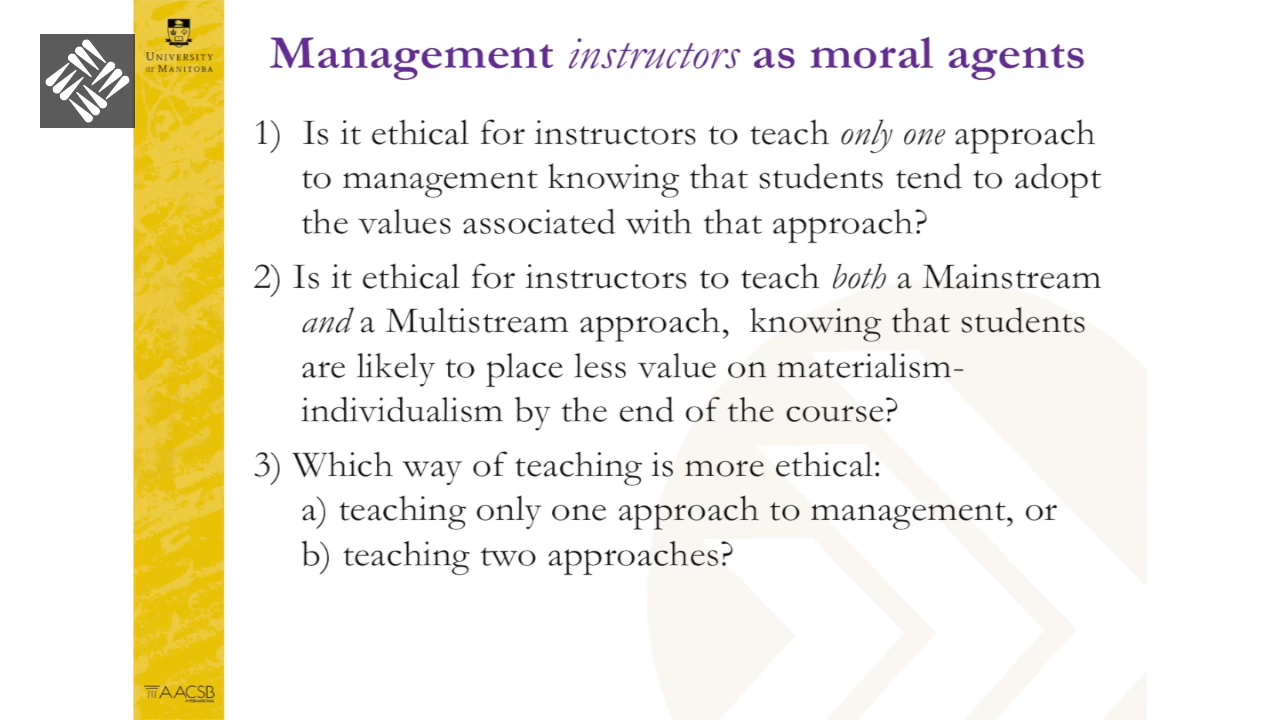 UNIVERSITY
OF MANITOBA
Management instructors as moral agents
1) Is it ethical for instructors to teach only one approach
to management knowing that students tend to adopt
the values associated with that approach?
2) Is it ethical for instructors to teach both a Mainstream
and a Multistream approach, knowing that students
are likely to place less value on materialism-
individualism by the end of the course?
3) Which way of teaching is more ethical:
a) teaching only one approach to management, or
b) teaching two approaches?
AACSB
INTERNATIONAL